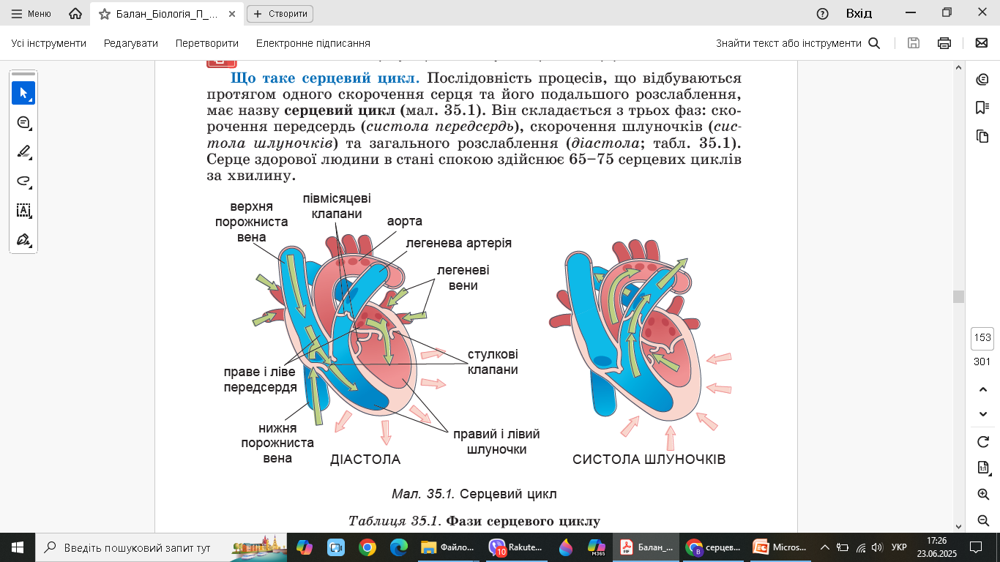 Меню
Балан_Біологія_П_...
Створити
Вхід
Усі інструменти
Редагувати
Перетворити
Електронне підписання
Знайти текст або інструменти
Що таке серцевий цикл. Послідовність процесів, що відбуваються
протягом одного скорочення серця та його подальшого розслаблення,
має назву серцевий цикл (мал. 35.1). Він складається з трьох фаз: ско-
рочення передсердь (систола передсердь), скорочення шлуночків (сис-
тола шлуночків) та загального розслаблення (діастола; табл. 35.1).
Серце здорової людини в стані спокою здійснює 65–75 серцевих циклів
за хвилину.
верхня
порожниста
вена
півмісяцеві
клапани
аорта
легенева артерія
легеневі
вени
стулкові
клапани
праве і ліве
передсердя
нижня
порожниста
вена
правий і лівий
шлуночки
ДІАСТОЛА
СИСТОЛА ШЛУНОЧКІВ
Мал. 35.1. Серцевий цикл
Таблиця 35.1. Фази серцевого циклу
153
301
1:1
Введіть пошуковий запит тут
M365
Файло...
10
Rakute...
Балан_...
серцев...
Micros...
УКР
17:26
23.06.2025